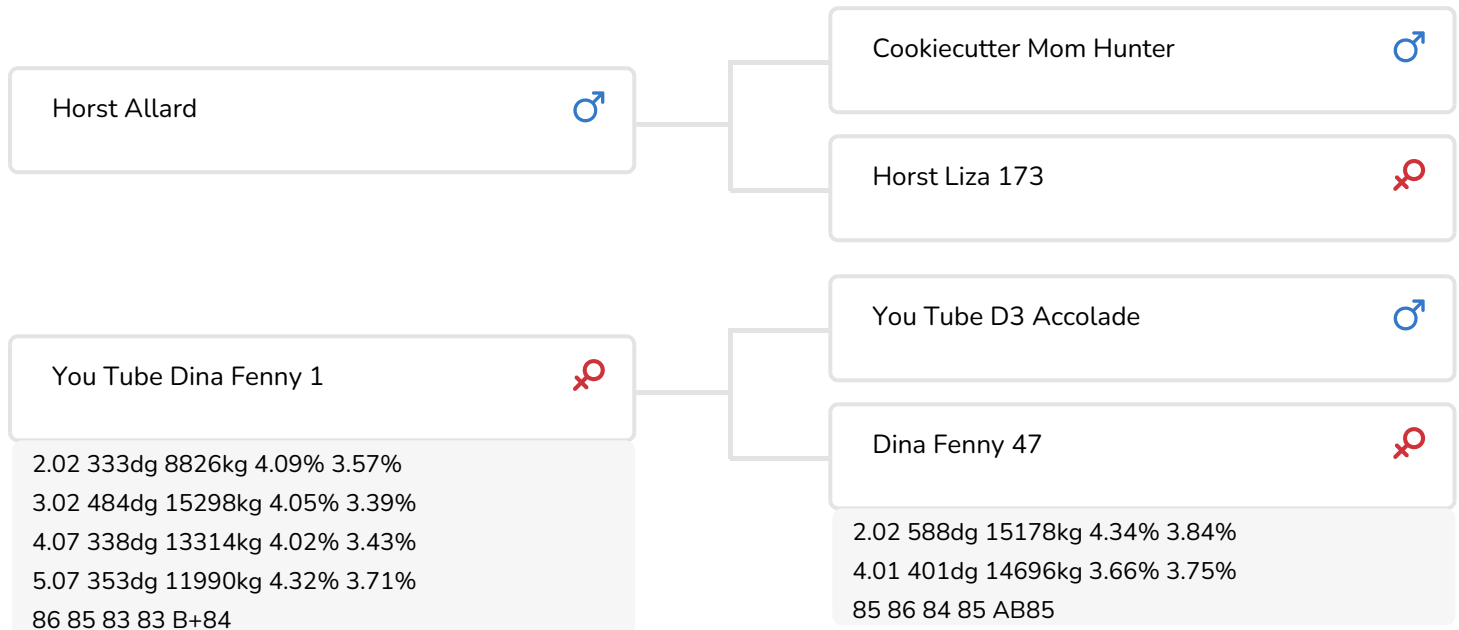 Horst Allard
Cookiecutter Mom Hunter
Horst Liza 173
You Tube Dina Fenny 1
2.02 333dg 8826kg 4.09% 3.57%
3.02 484dg 15298kg 4.05% 3.39%
4.07 338dg 13314kg 4.02% 3.43%
5.07 353dg 11990kg 4.32% 3.71%
86 85 83 83 B+84
You Tube D3 Accolade
Dina Fenny 47
2.02 588dg 15178kg 4.34% 3.84%
4.01 401dg 14696kg 3.66% 3.75%
85 86 84 85 AB85